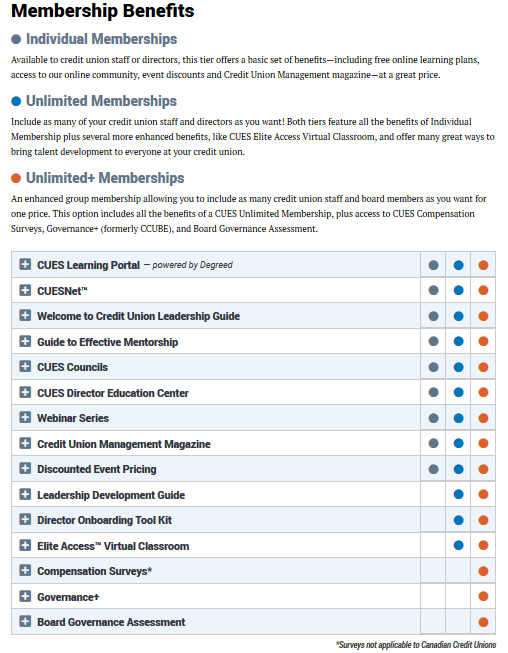 Membership Benefits
Individual Memberships
Available to credit union staff or directors, this tier offers a basic set of benefits—including free online learning plans,
access to our online community, event discounts and Credit Union Management magazine—at a great price.
Unlimited Memberships
Include as many of your credit union staff and directors as you want! Both tiers feature all the benefits of Individual
Membership plus several more enhanced benefits, like CUES Elite Access Virtual Classroom, and offer many great ways to
bring talent development to everyone at your credit union.
Unlimited+ Memberships
An enhanced group membership allowing you to include as many credit union staff and board members as you want for
one price. This option includes all the benefits of a CUES Unlimited Membership, plus access to CUES Compensation
Surveys, Governance+ (formerly CCUBE), and Board Governance Assessment.
CUES Learning Portal — powered by Degreed
CUESNet™
Welcome to Credit Union Leadership Guide
Guide to Effective Mentorship
CUES Councils
CUES Director Education Center
Webinar Series
Credit Union Management Magazine
Discounted Event Pricing
Leadership Development Guide
Director Onboarding Tool Kit
Elite Access™ Virtual Classroom
Compensation Surveys*
Governance+
Board Governance Assessment
*Surveys not applicable to Canadian Credit Unions